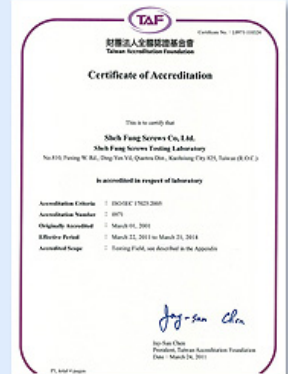 TAF
財團法人全國認證基金會
Taiwan Accreditation Foundation
Certificate of Accreditation
This is to certify that
Sheh Fung Screws Co., Ltd.
Sheh Fung Screws Testing Laboratory
is accredited in respect of laboratory
Accreditation Criteria : ISO/IEC 17025:2005
Accreditation Number : 0971
Originally Accredited : March 01, 2001
Effective Period : March 22, 2011 to March 21, 2014
Accredited Scope : Testing Field, see described in the Appendix
Jay-San Chen
Jay-San Chen
President, Taiwan Accreditation Foundation
Date : March 24, 2011